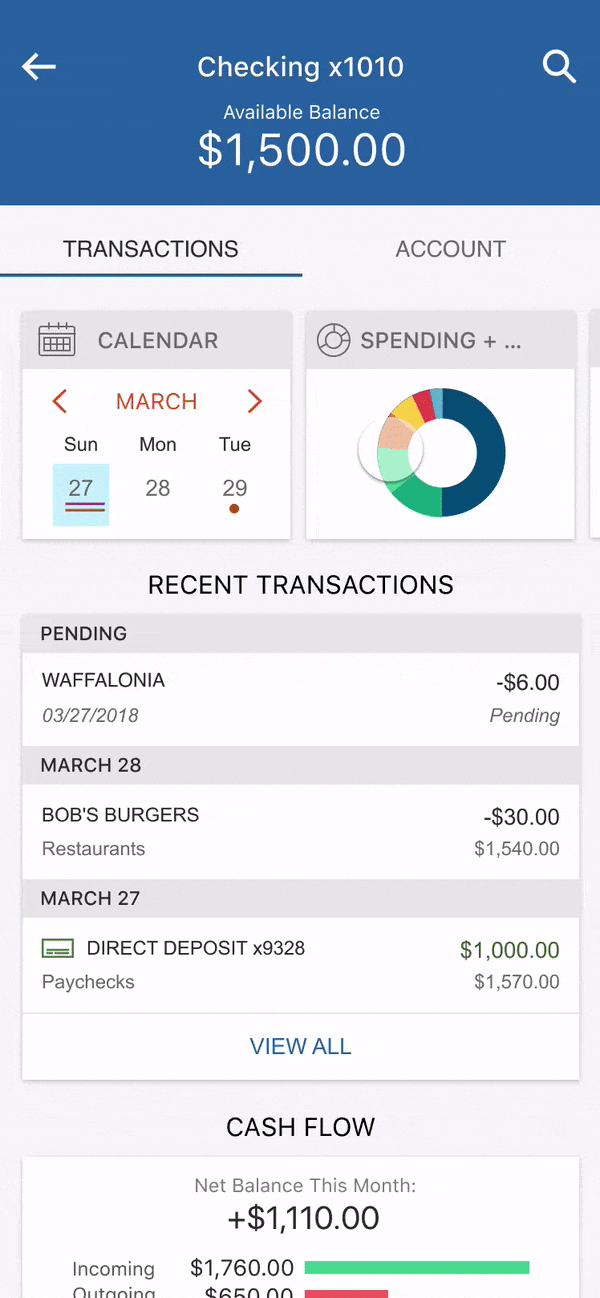 Checking x1010
Available Balance
$1,500.00
TRANSACTIONS ACCOUNT
CALENDAR SPENDING + ...
MARCH
Sun Mon Tue
27 28 29
RECENT TRANSACTIONS
PENDING
WAFFALONIA -$6.00
03/27/2018 Pending
MARCH 28
BOB'S BURGERS -$30.00
Restaurants $1,540.00
MARCH 27
DIRECT DEPOSIT x9328 $1,000.00
Paychecks $1,570.00
VIEW ALL
CASH FLOW
Net Balance This Month:
+$1,110.00
Incoming $1,760.00
Outgoing $650.00